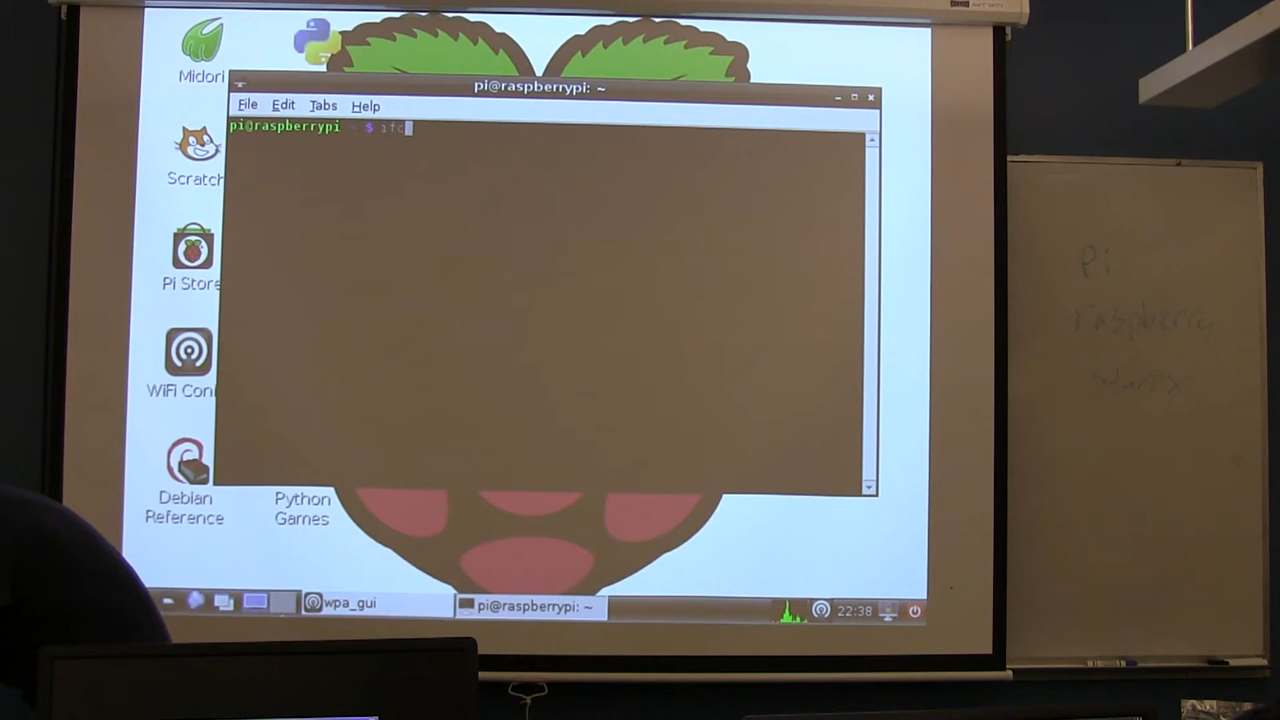 Midori
pi@raspberrypi: ~
File Edit Tabs Help
pi@raspberrypi ~ $ ifc
Scratch
Pi Store
WiFi Con
Debian
Reference
Python
Games
wpa_gui
pi@raspberrypi: ~
22:38
Pi
raspberry
startx